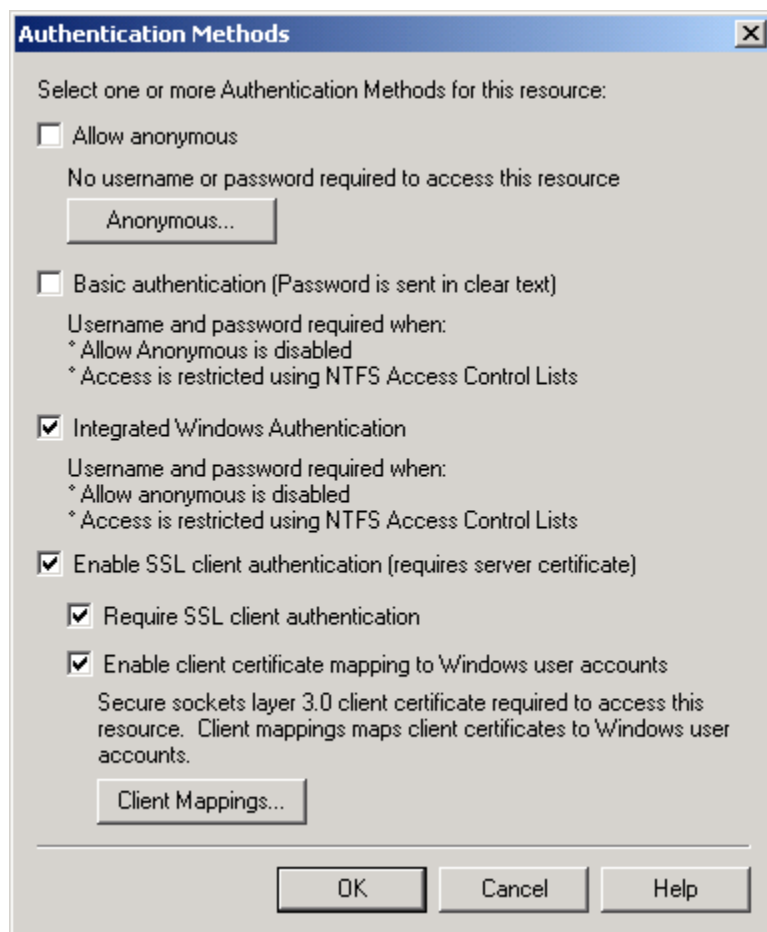 Authentication Methods
Select one or more Authentication Methods for this resource:
Allow anonymous
No username or password required to access this resource
Anonymous...
Basic authentication (Password is sent in clear text)
Username and password required when:
* Allow Anonymous is disabled
* Access is restricted using NTFS Access Control Lists
Integrated Windows Authentication
Username and password required when:
* Allow anonymous is disabled
* Access is restricted using NTFS Access Control Lists
Enable SSL client authentication (requires server certificate)
Require SSL client authentication
Enable client certificate mapping to Windows user accounts
Secure sockets layer 3.0 client certificate required to access this
resource.  Client mappings maps client certificates to Windows user
accounts.
Client Mappings...
OK Cancel Help